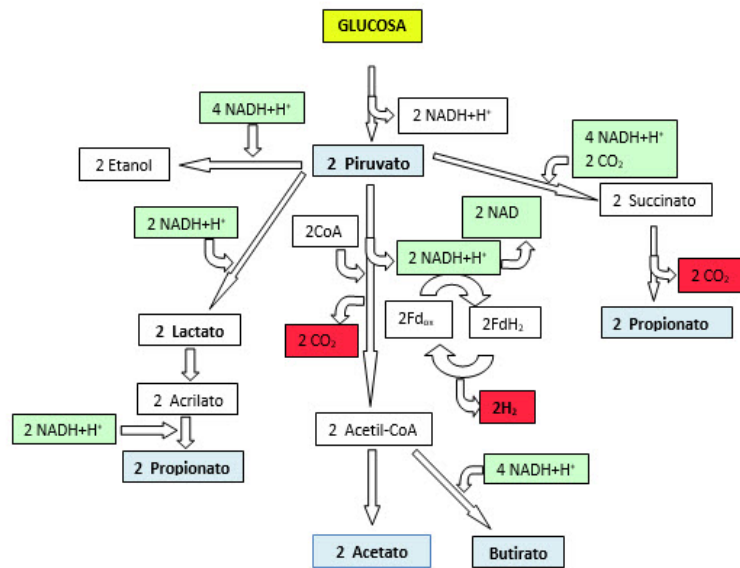 GLUCOSA
4 NADH+H⁺
2 NADH+H⁺
4 NADH+H⁺
2 CO₂
2 Etanol
2 Piruvato
2 NAD
2 Succinato
2 NADH+H⁺
2CoA
2 NADH+H⁺
2 CO₂
2 Lactato
2 CO₂
2Fdₒₓ
2FdH₂
2 Propionato
2 Acrilato
2H₂
2 NADH+H⁺
2 Acetil-CoA
2 Propionato
4 NADH+H⁺
2 Acetato
Butirato